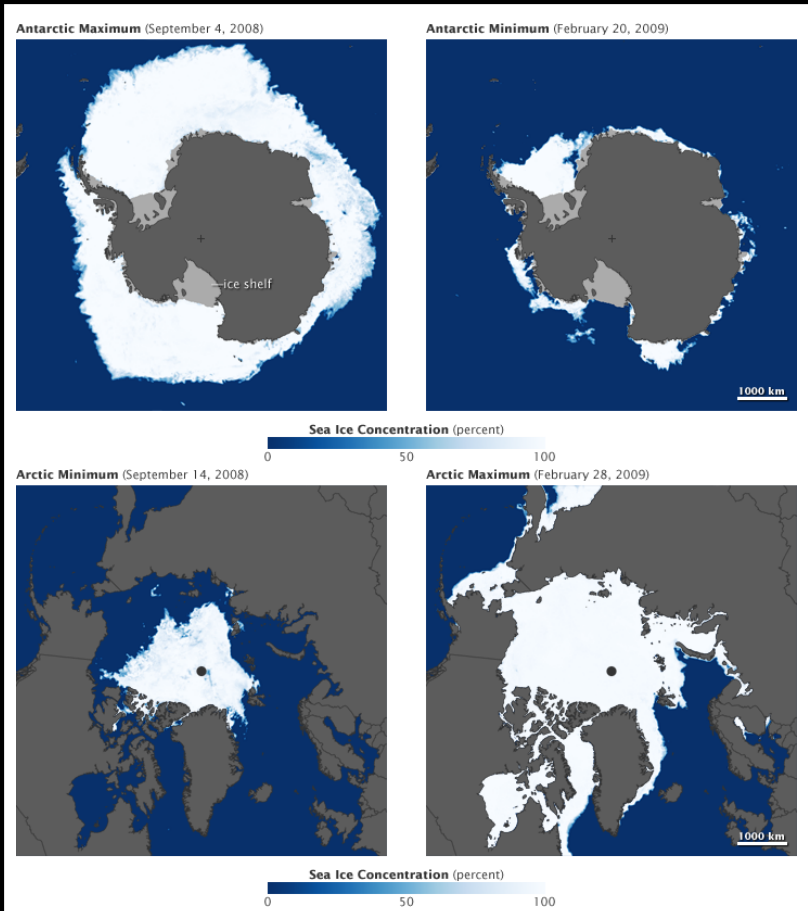 Antarctic Maximum (September 4, 2008)
Antarctic Minimum (February 20, 2009)
ice shelf
1000 km
Sea Ice Concentration (percent)
0 50 100
Arctic Minimum (September 14, 2008)
Arctic Maximum (February 28, 2009)
1000 km
Sea Ice Concentration (percent)
0 50 100